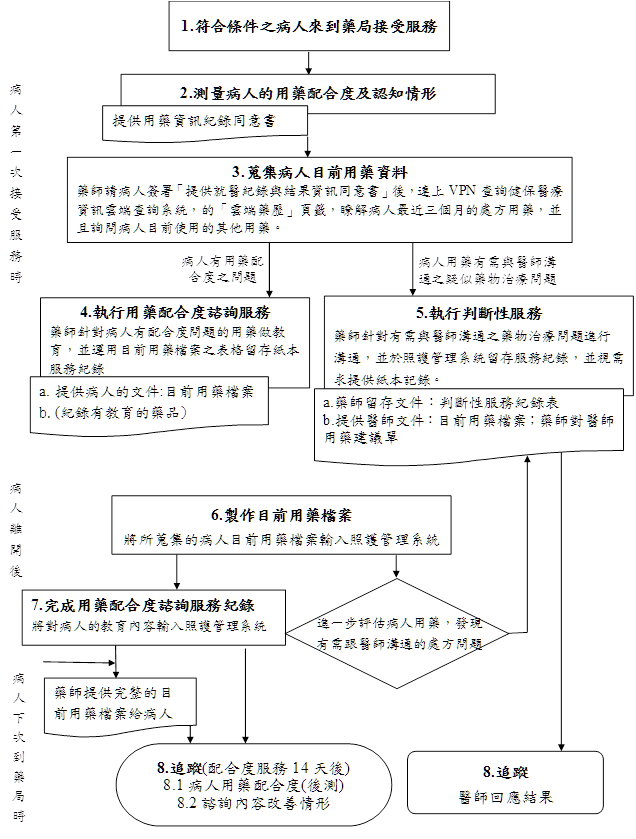 1.符合條件之病人來到藥局接受服務
病人第一次接受服務時
2.測量病人的用藥配合度及認知情形
提供用藥資訊紀錄同意書
3.蒐集病人目前用藥資料
藥師請病人簽署「提供就醫紀錄與結果資訊同意書」後，連上 VPN 查詢健保醫療
資訊雲端查詢系統，的「雲端藥歷」頁籤，瞭解病人最近三個月的處方用藥，並
且詢問病人目前使用的其他用藥。
病人有用藥配
合度之問題
病人用藥有需與醫師溝
通之疑似藥物治療問題
4.執行用藥配合度諮詢服務
藥師針對病人有配合度問題的用藥做教
育，並運用目前用藥檔案之表格留存紙本
服務紀錄
a. 提供病人的文件:目前用藥檔案
b. (紀錄有教育的藥品)
5.執行判斷性服務
藥師針對有需與醫師溝通之藥物治療問題進行
溝通，並於照護管理系統留存服務紀錄，並視需
求提供紙本記錄。
a.藥師留存文件：判斷性服務紀錄表
b.提供醫師文件：目前用藥檔案；藥師對醫師
用藥建議單
病人離開後
6.製作目前用藥檔案
將所蒐集的病人目前用藥檔案輸入照護管理系統
7.完成用藥配合度諮詢服務紀錄
將對病人的教育內容輸入照護管理系統
進一步評估病人用藥，發現
有需跟醫師溝通的處方問題
病人下次到藥局時
藥師提供完整的目
前用藥檔案給病人
8.追蹤(配合度服務 14 天後)
8.1 病人用藥配合度(後測)
8.2 諮詢內容改善情形
8.追蹤
醫師回應結果